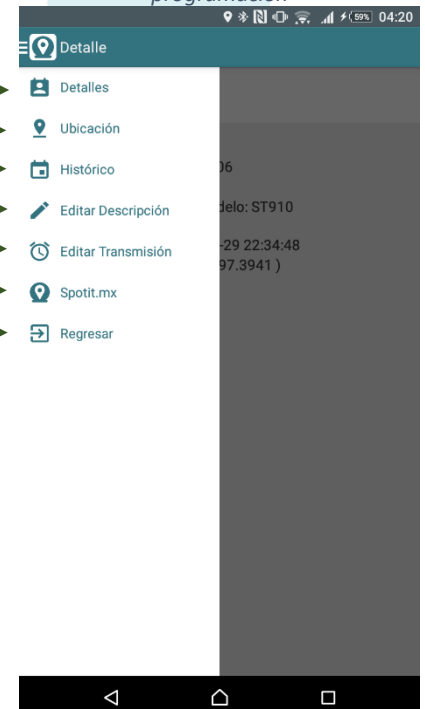 programación
59% 04:20
Detalle
Detalles
Ubicación
Histórico
06
Editar Descripción
delo: ST910
Editar Transmisión
-29 22:34:48
97.3941 )
Spotit.mx
Regresar